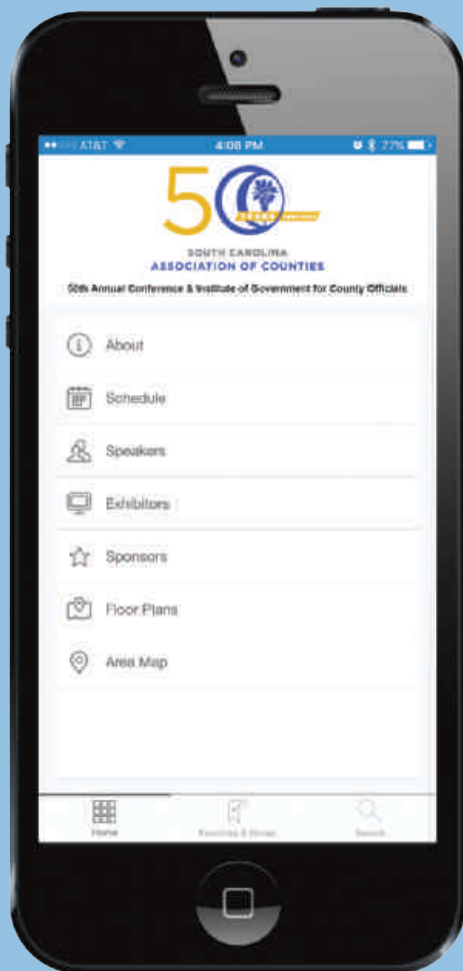 AT&T 4:06 PM 77%
50
YEARS
SOUTH CAROLINA
ASSOCIATION OF COUNTIES
50th Annual Conference & Institute of Government for County Officials
About
Schedule
Speakers
Exhibitors
Sponsors
Floor Plans
Area Map
Home Search